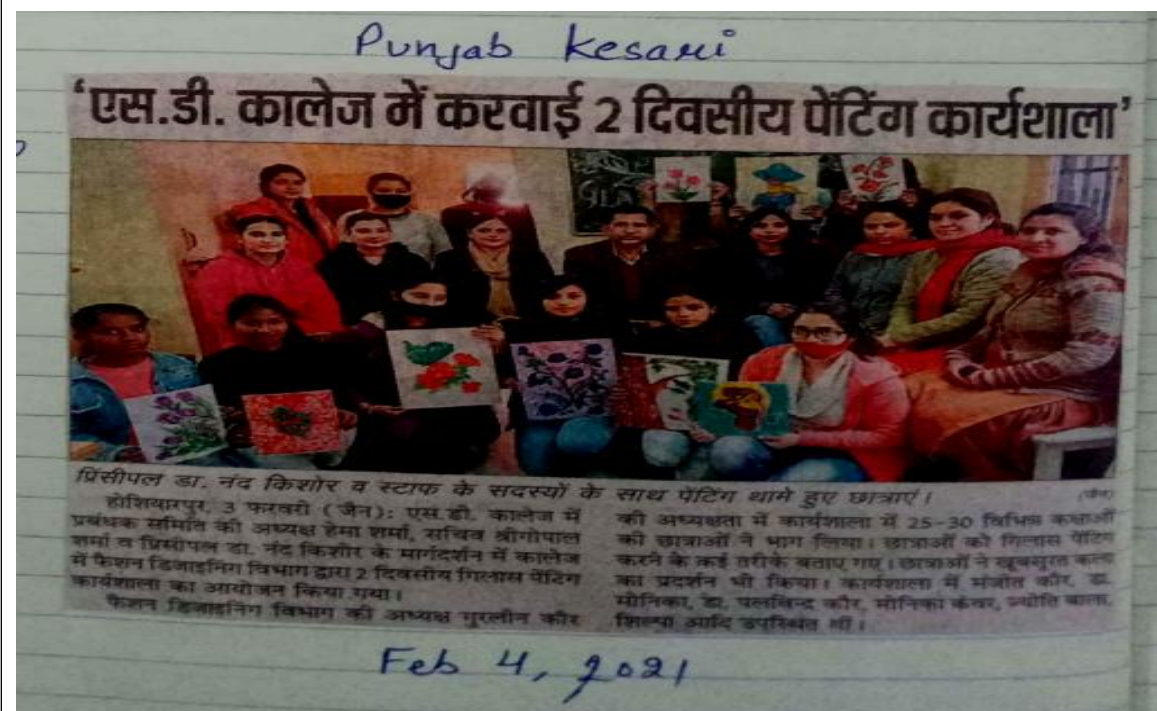 Punjab Kesari
'एस.डी. कालेज में करवाई 2 दिवसीय पेंटिंग कार्यशाला'
प्रिंसीपल डा. नंद किशोर व स्टाफ के सदस्यों के साथ पेंटिंग थामे हुए छात्राएं। (जैन)
होशियारपुर, 3 फरवरी (जैन): एस.डी. कालेज में
प्रबंधक समिति की अध्यक्ष हेमा शर्मा, सचिव श्रीगोपाल
शर्मा व प्रिंसीपल डा. नंद किशोर के मार्गदर्शन में कालेज
में फैशन डिजाइनिंग विभाग द्वारा 2 दिवसीय गिलास पेंटिंग
कार्यशाला का आयोजन किया गया।
फैशन डिजाइनिंग विभाग की अध्यक्ष गुरलीन कौर
की अध्यक्षता में कार्यशाला में 25-30 विभिन्न कक्षाओं
की छात्राओं ने भाग लिया। छात्राओं को गिलास पेंटिंग
करने के कई तरीके बताए गए। छात्राओं ने खूबसूरत कला
का प्रदर्शन भी किया। कार्यशाला में मंजीत कौर, डा.
मोनिका, डा. पलविन्द्र कौर, मोनिका कंवर, ज्योति बाला,
शिल्पा आदि उपस्थित थीं।
Feb 4, 2021